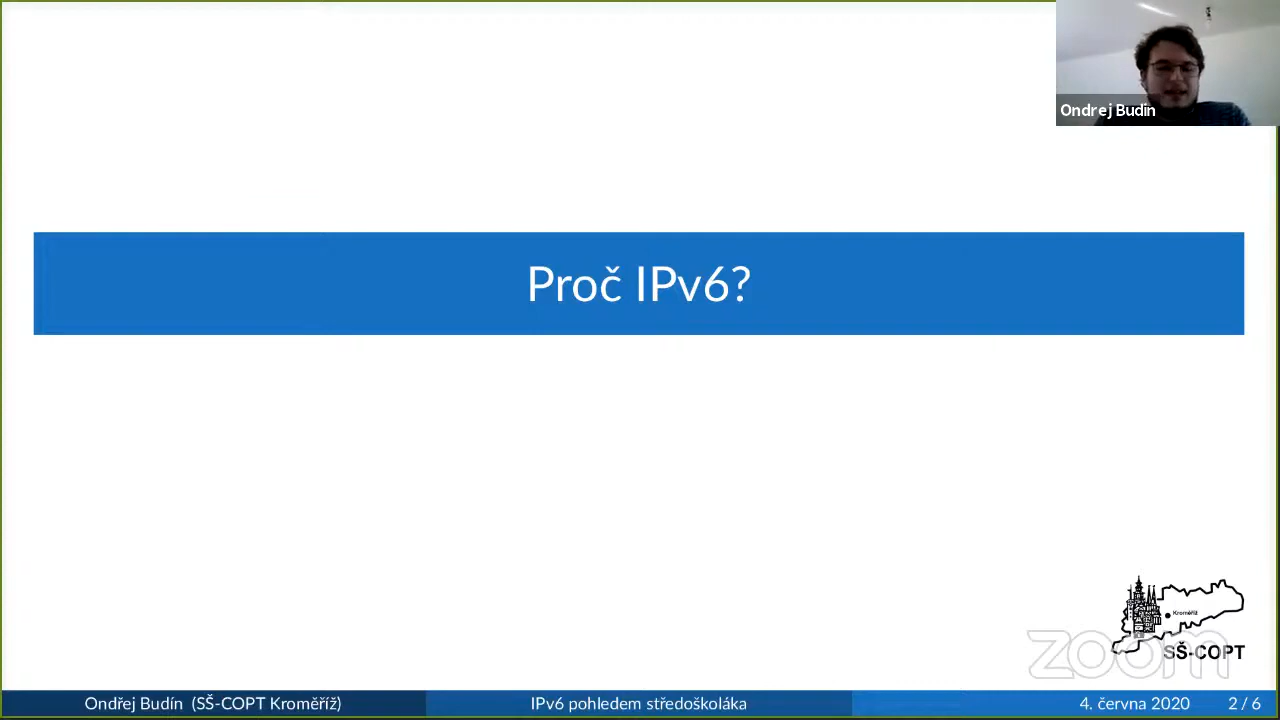 Ondrej Budin
Proč IPv6?
Kroměříž
SŠ-COPT
zoom
Ondřej Budín (SŠ-COPT Kroměříž)
IPv6 pohledem středoškoláka
4. června 2020
2 / 6